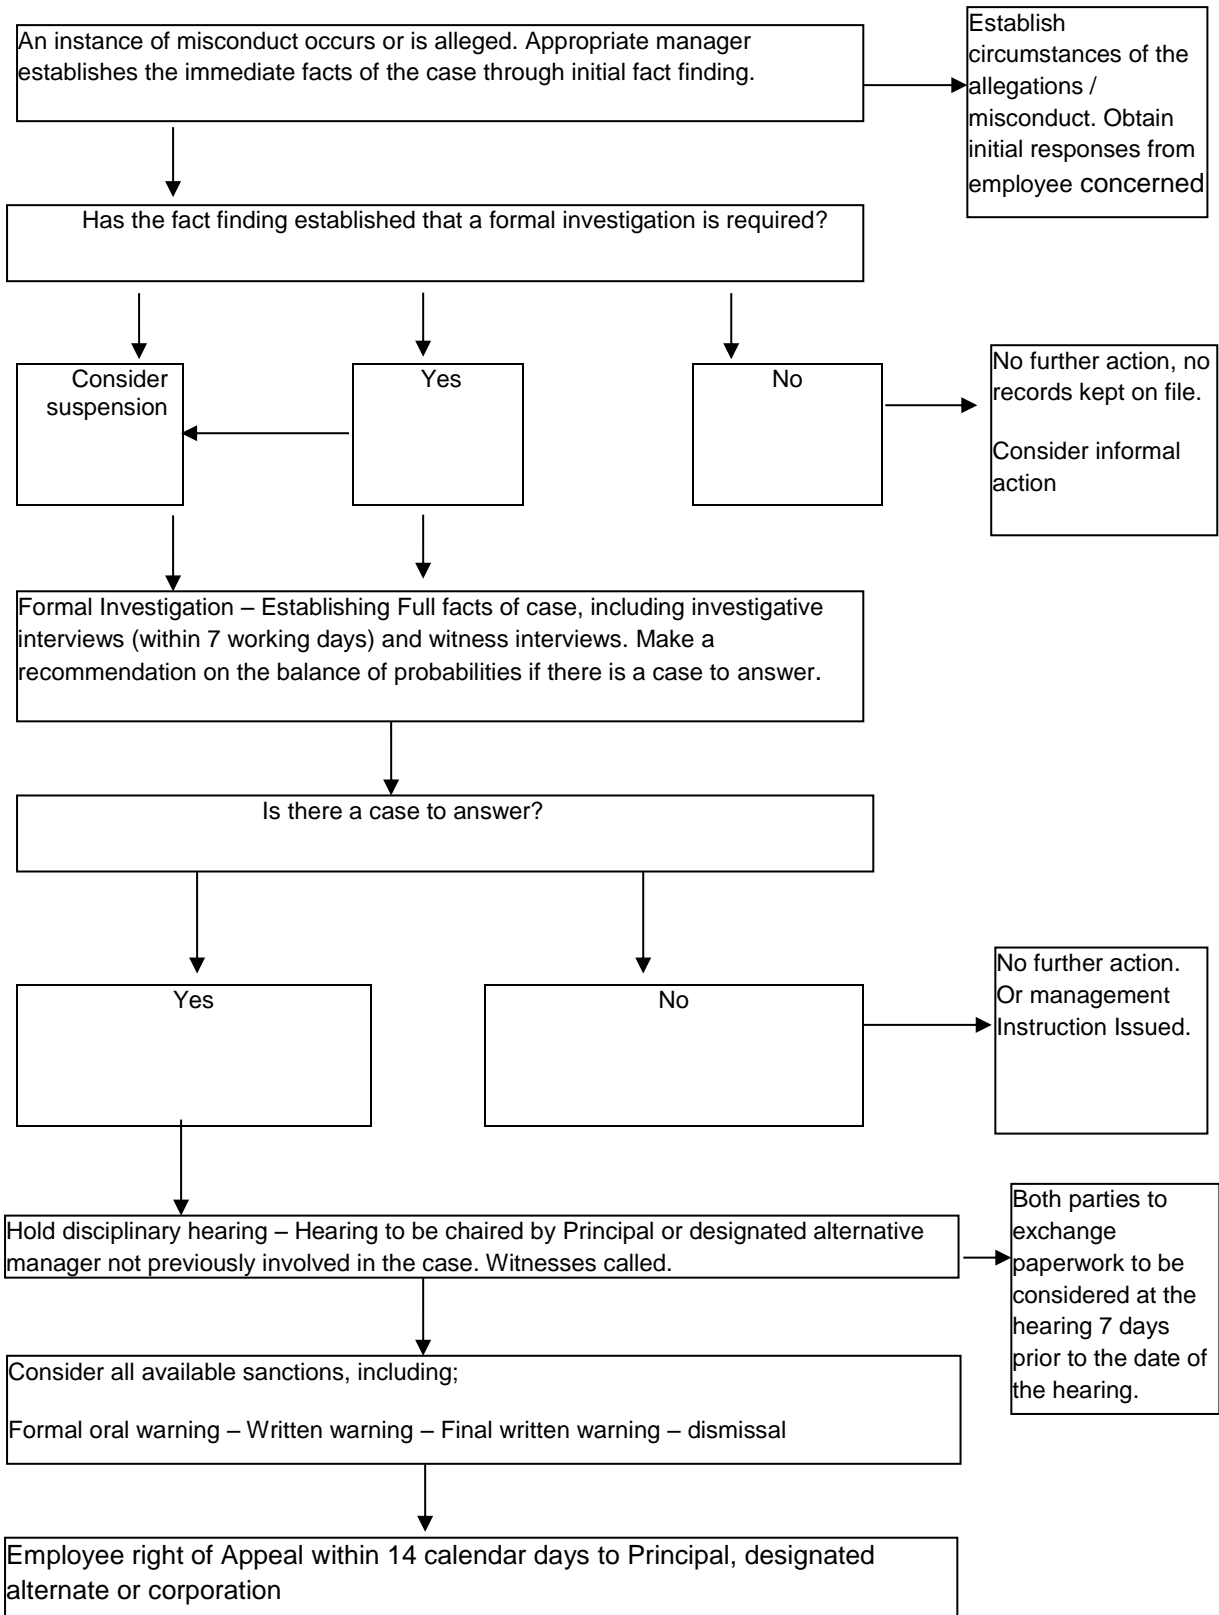 An instance of misconduct occurs or is alleged. Appropriate manager
establishes the immediate facts of the case through initial fact finding.
Establish
circumstances of the
allegations /
misconduct. Obtain
initial responses from
employee concerned
Has the fact finding established that a formal investigation is required?
Consider
suspension
Yes
No
No further action, no
records kept on file.
Consider informal
action
Formal Investigation – Establishing Full facts of case, including investigative
interviews (within 7 working days) and witness interviews. Make a
recommendation on the balance of probabilities if there is a case to answer.
Is there a case to answer?
Yes
No
No further action.
Or management
Instruction Issued.
Hold disciplinary hearing – Hearing to be chaired by Principal or designated alternative
manager not previously involved in the case. Witnesses called.
Both parties to
exchange
paperwork to be
considered at the
hearing 7 days
prior to the date of
the hearing.
Consider all available sanctions, including;
Formal oral warning – Written warning – Final written warning – dismissal
Employee right of Appeal within 14 calendar days to Principal, designated
alternate or corporation